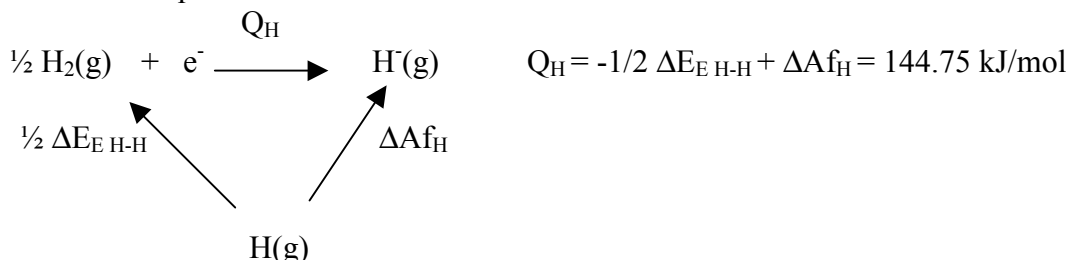 Q_H
½ H₂(g) + e⁻ H⁻(g) Q_H = -1/2 ΔE_E H-H + ΔAf_H = 144.75 kJ/mol
½ ΔE_E H-H ΔAf_H
H(g)